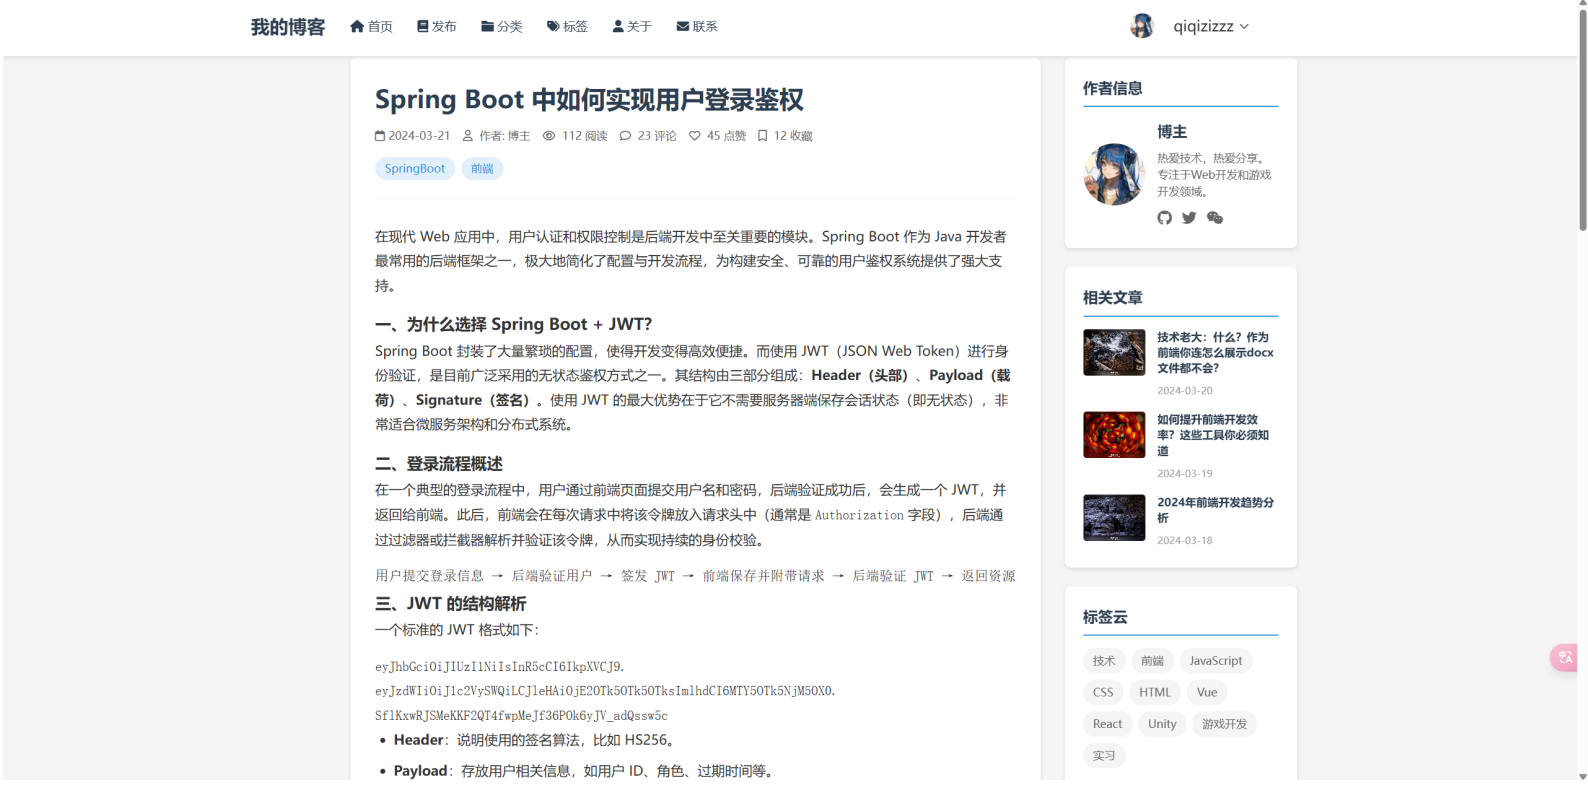 我的博客 首页 发布 分类 标签 关于 联系 qiqizizzz
Spring Boot 中如何实现用户登录鉴权
2024-03-21 作者: 博主 112 阅读 23 评论 45 点赞 12 收藏
SpringBoot 前端
在现代 Web 应用中，用户认证和权限控制是后端开发中至关重要的模块。Spring Boot 作为 Java 开发者
最常用的后端框架之一，极大地简化了配置与开发流程，为构建安全、可靠的用户鉴权系统提供了强大支
持。
一、为什么选择 Spring Boot + JWT？
Spring Boot 封装了大量繁琐的配置，使得开发变得高效便捷。而使用 JWT（JSON Web Token）进行身
份验证，是目前广泛采用的无状态鉴权方式之一。其结构由三部分组成：Header（头部）、Payload（载
荷）、Signature（签名）。使用 JWT 的最大优势在于它不需要服务器端保存会话状态（即无状态），非
常适合微服务架构和分布式系统。
二、登录流程概述
在一个典型的登录流程中，用户通过前端页面提交用户名和密码，后端验证成功后，会生成一个 JWT，并
返回给前端。此后，前端会在每次请求中将该令牌放入请求头中（通常是 Authorization 字段），后端通
过过滤器或拦截器解析并验证该令牌，从而实现持续的身份校验。
用户提交登录信息 → 后端验证用户 → 签发 JWT → 前端保存并附带请求 → 后端验证 JWT → 返回资源
三、JWT 的结构解析
一个标准的 JWT 格式如下：
eyJhbGciOiJIUzI1NiIsInR5cCI6IkpXVCJ9.
eyJzdWIiOiJ1c2VySWQiLCJleHAiOjE2OTk5OTk5OTksImlhdCI6MTY5OTk5NjM5OX0.
SflKxwRJSMeKKF2QT4fwpMeJf36POk6yJV_adQssw5c
• Header：说明使用的签名算法，比如 HS256。
• Payload：存放用户相关信息，如用户 ID、角色、过期时间等。
作者信息
博主
热爱技术，热爱分享。
专注于Web开发和游戏
开发领域。
相关文章
技术老大：什么？作为
前端你连怎么展示docx
文件都不会？
2024-03-20
如何提升前端开发效
率？这些工具你必须知
道
2024-03-19
2024年前端开发趋势分
析
2024-03-18
标签云
技术 前端 JavaScript
CSS HTML Vue
React Unity 游戏开发
实习